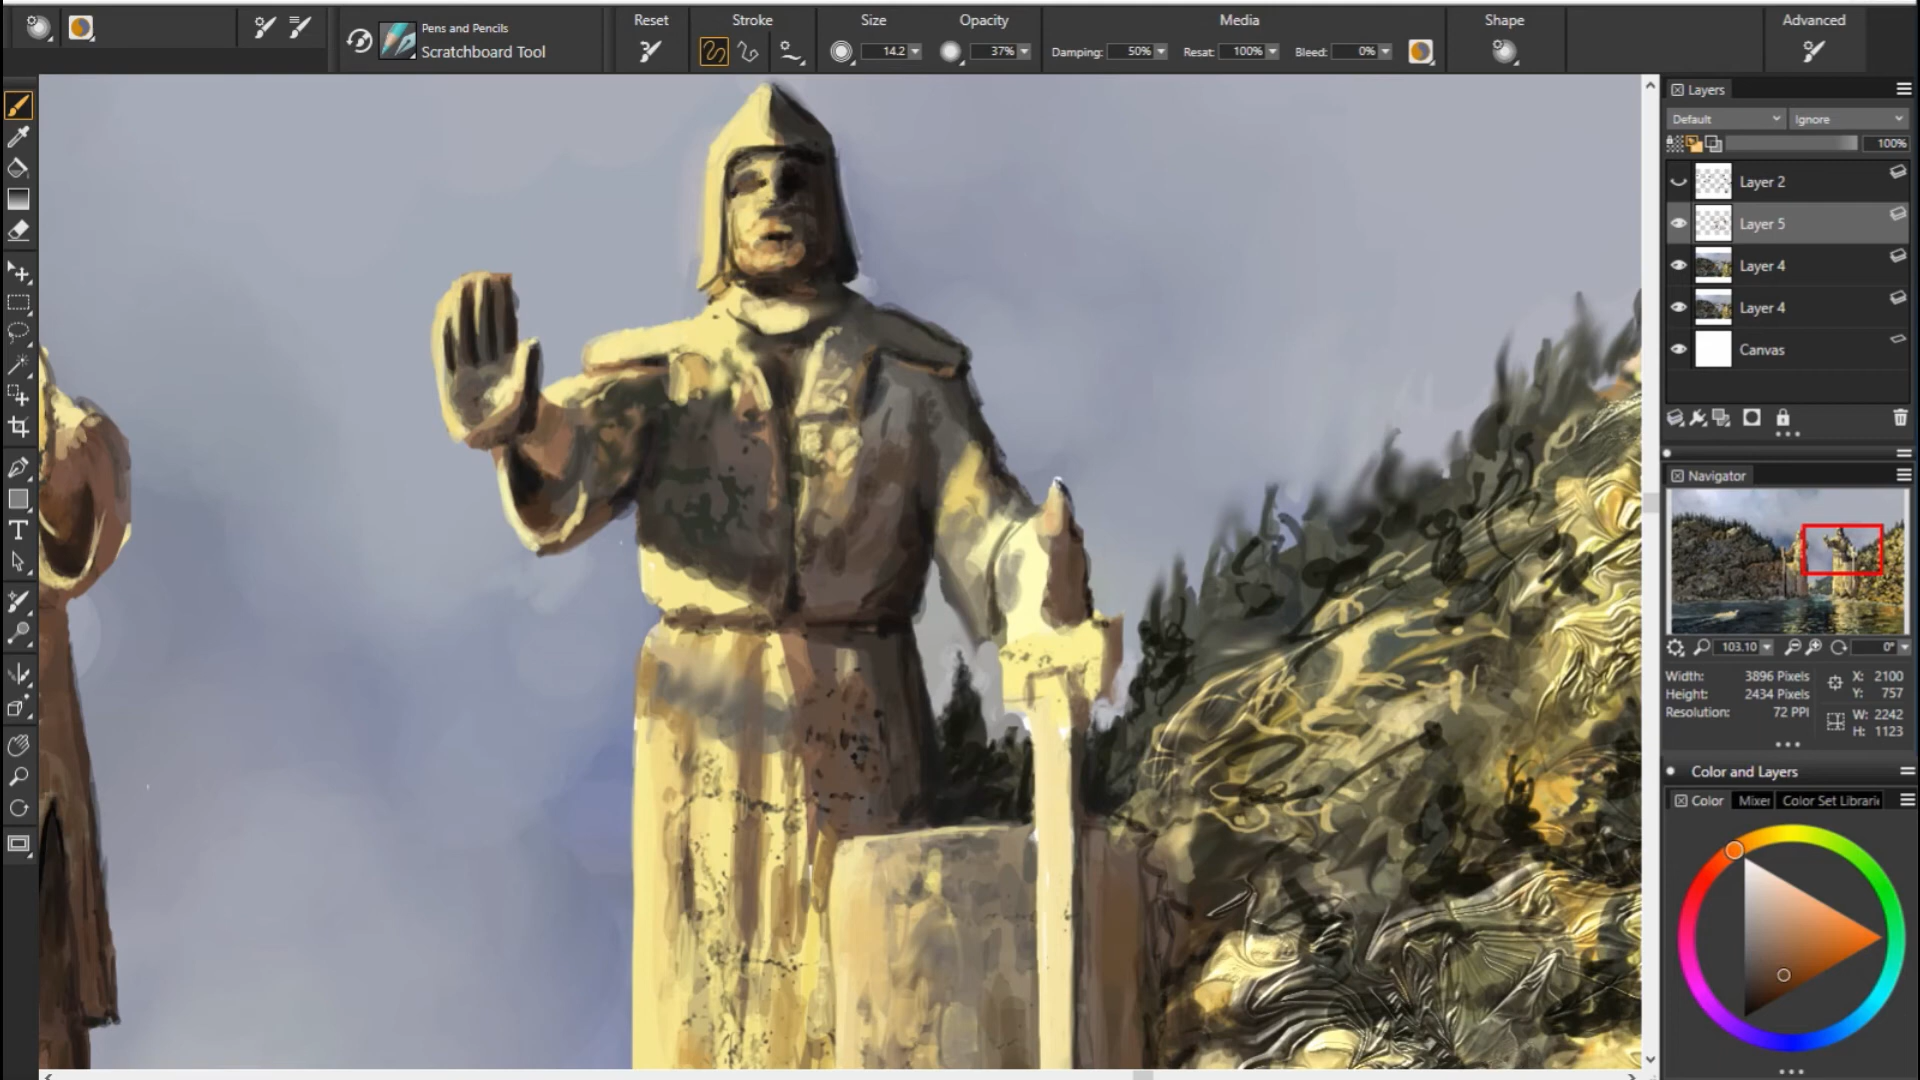 Pens and Pencils
Scratchboard Tool
Reset
Stroke
Size
14.2
Opacity
37%
Media
Damping: 50%
Resat: 100%
Bleed: 0%
Shape
Advanced
Layers
Default
Ignore
100%
Layer 2
Layer 5
Layer 4
Layer 4
Canvas
Navigator
103.10
0°
Width: 3896 Pixels
Height: 2434 Pixels
Resolution: 72 PPI
X: 2100
Y: 757
W: 2242
H: 1123
Color and Layers
Color
Mixer
Color Set Librari